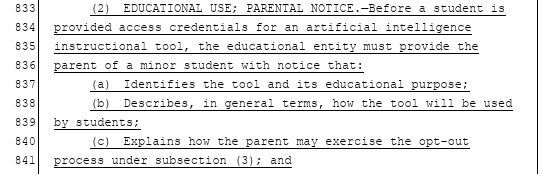 833 (2) EDUCATIONAL USE; PARENTAL NOTICE.—Before a student is
834 provided access credentials for an artificial intelligence
835 instructional tool, the educational entity must provide the
836 parent of a minor student with notice that:
837 (a) Identifies the tool and its educational purpose;
838 (b) Describes, in general terms, how the tool will be used
839 by students;
840 (c) Explains how the parent may exercise the opt-out
841 process under subsection (3); and